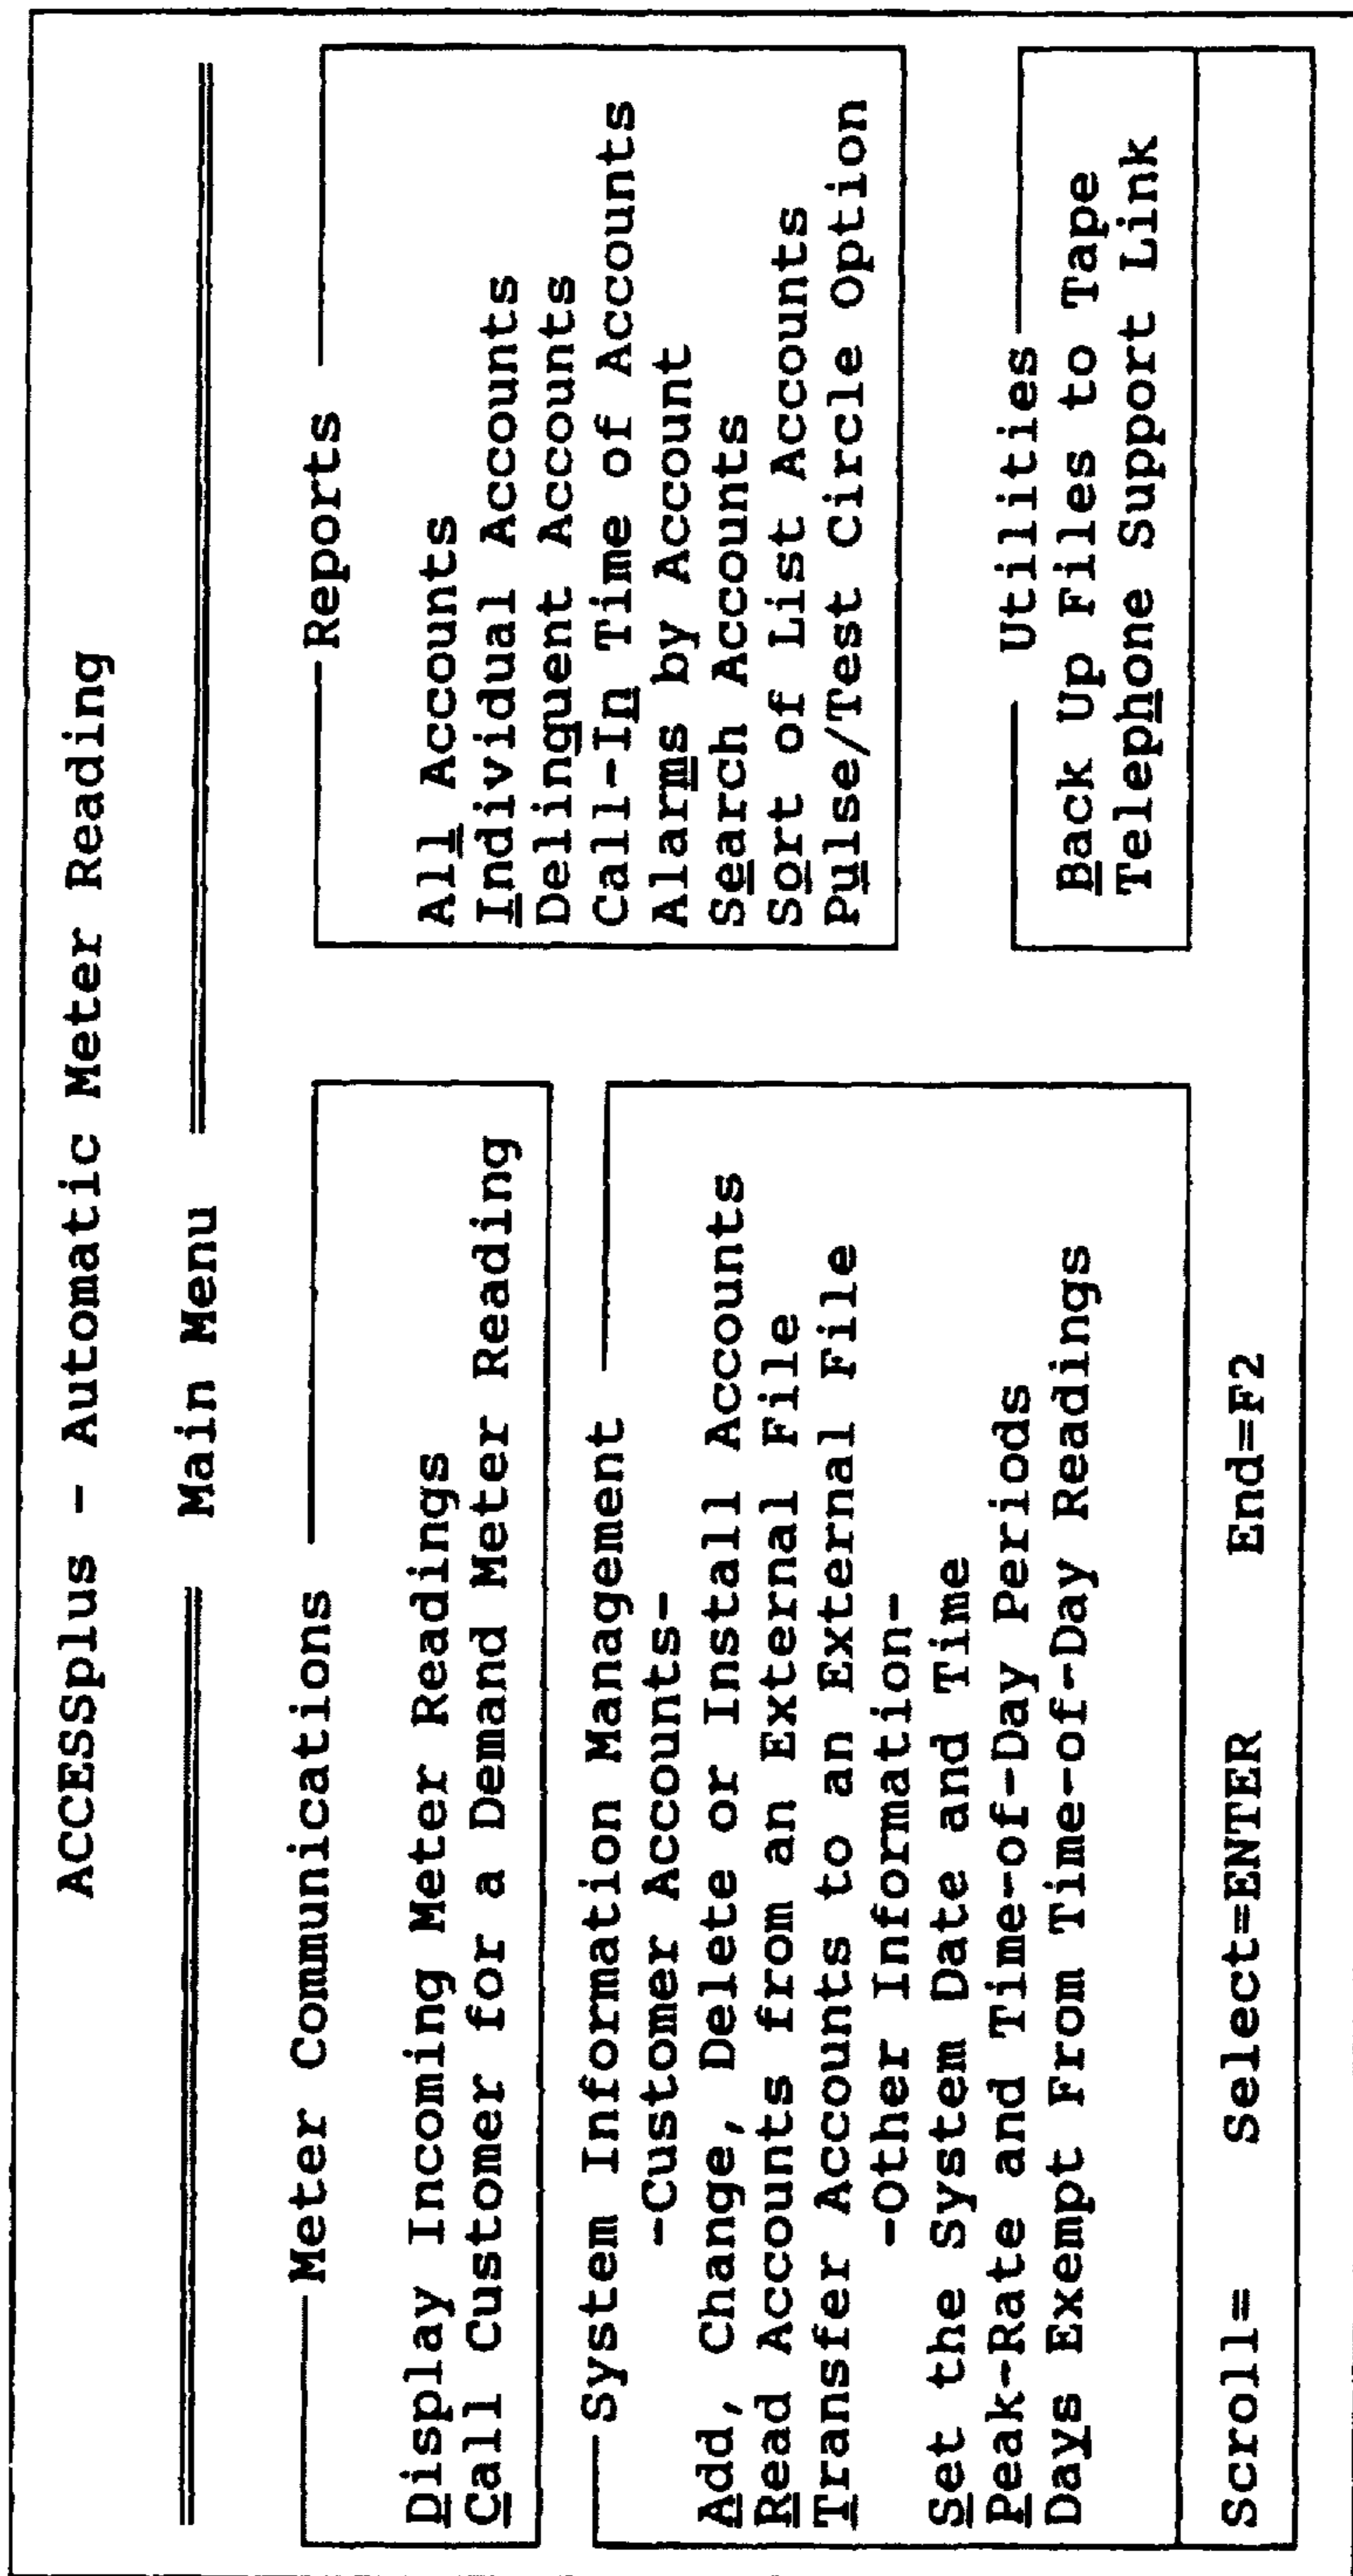 ACCESSplus - Automatic Meter Reading
Main Menu
Meter Communications
Display Incoming Meter Readings
Call Customer for a Demand Meter Reading
System Information Management
-Customer Accounts-
Add, Change, Delete or Install Accounts
Read Accounts from an External File
Transfer Accounts to an External File
-Other Information-
Set the System Date and Time
Peak-Rate and Time-of-Day Periods
Days Exempt From Time-of-Day Readings
Reports
All Accounts
Individual Accounts
Delinquent Accounts
Call-In Time of Accounts
Alarms by Account
Search Accounts
Sort of List Accounts
Pulse/Test Circle Option
Utilities
Back Up Files to Tape
Telephone Support Link
Scroll= Select=ENTER End=F2